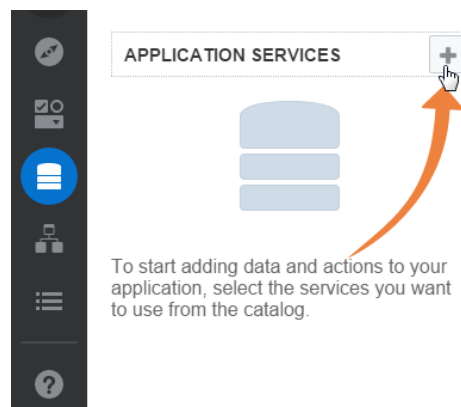 APPLICATION SERVICES
To start adding data and actions to your
application, select the services you want
to use from the catalog.